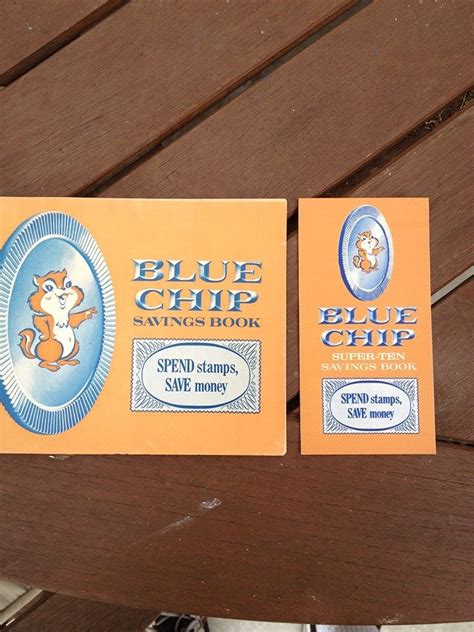 BLUE
CHIP
SAVINGS BOOK
SPEND stamps,
SAVE money
BLUE
CHIP
SUPER-TEN
SAVINGS BOOK
SPEND stamps,
SAVE money